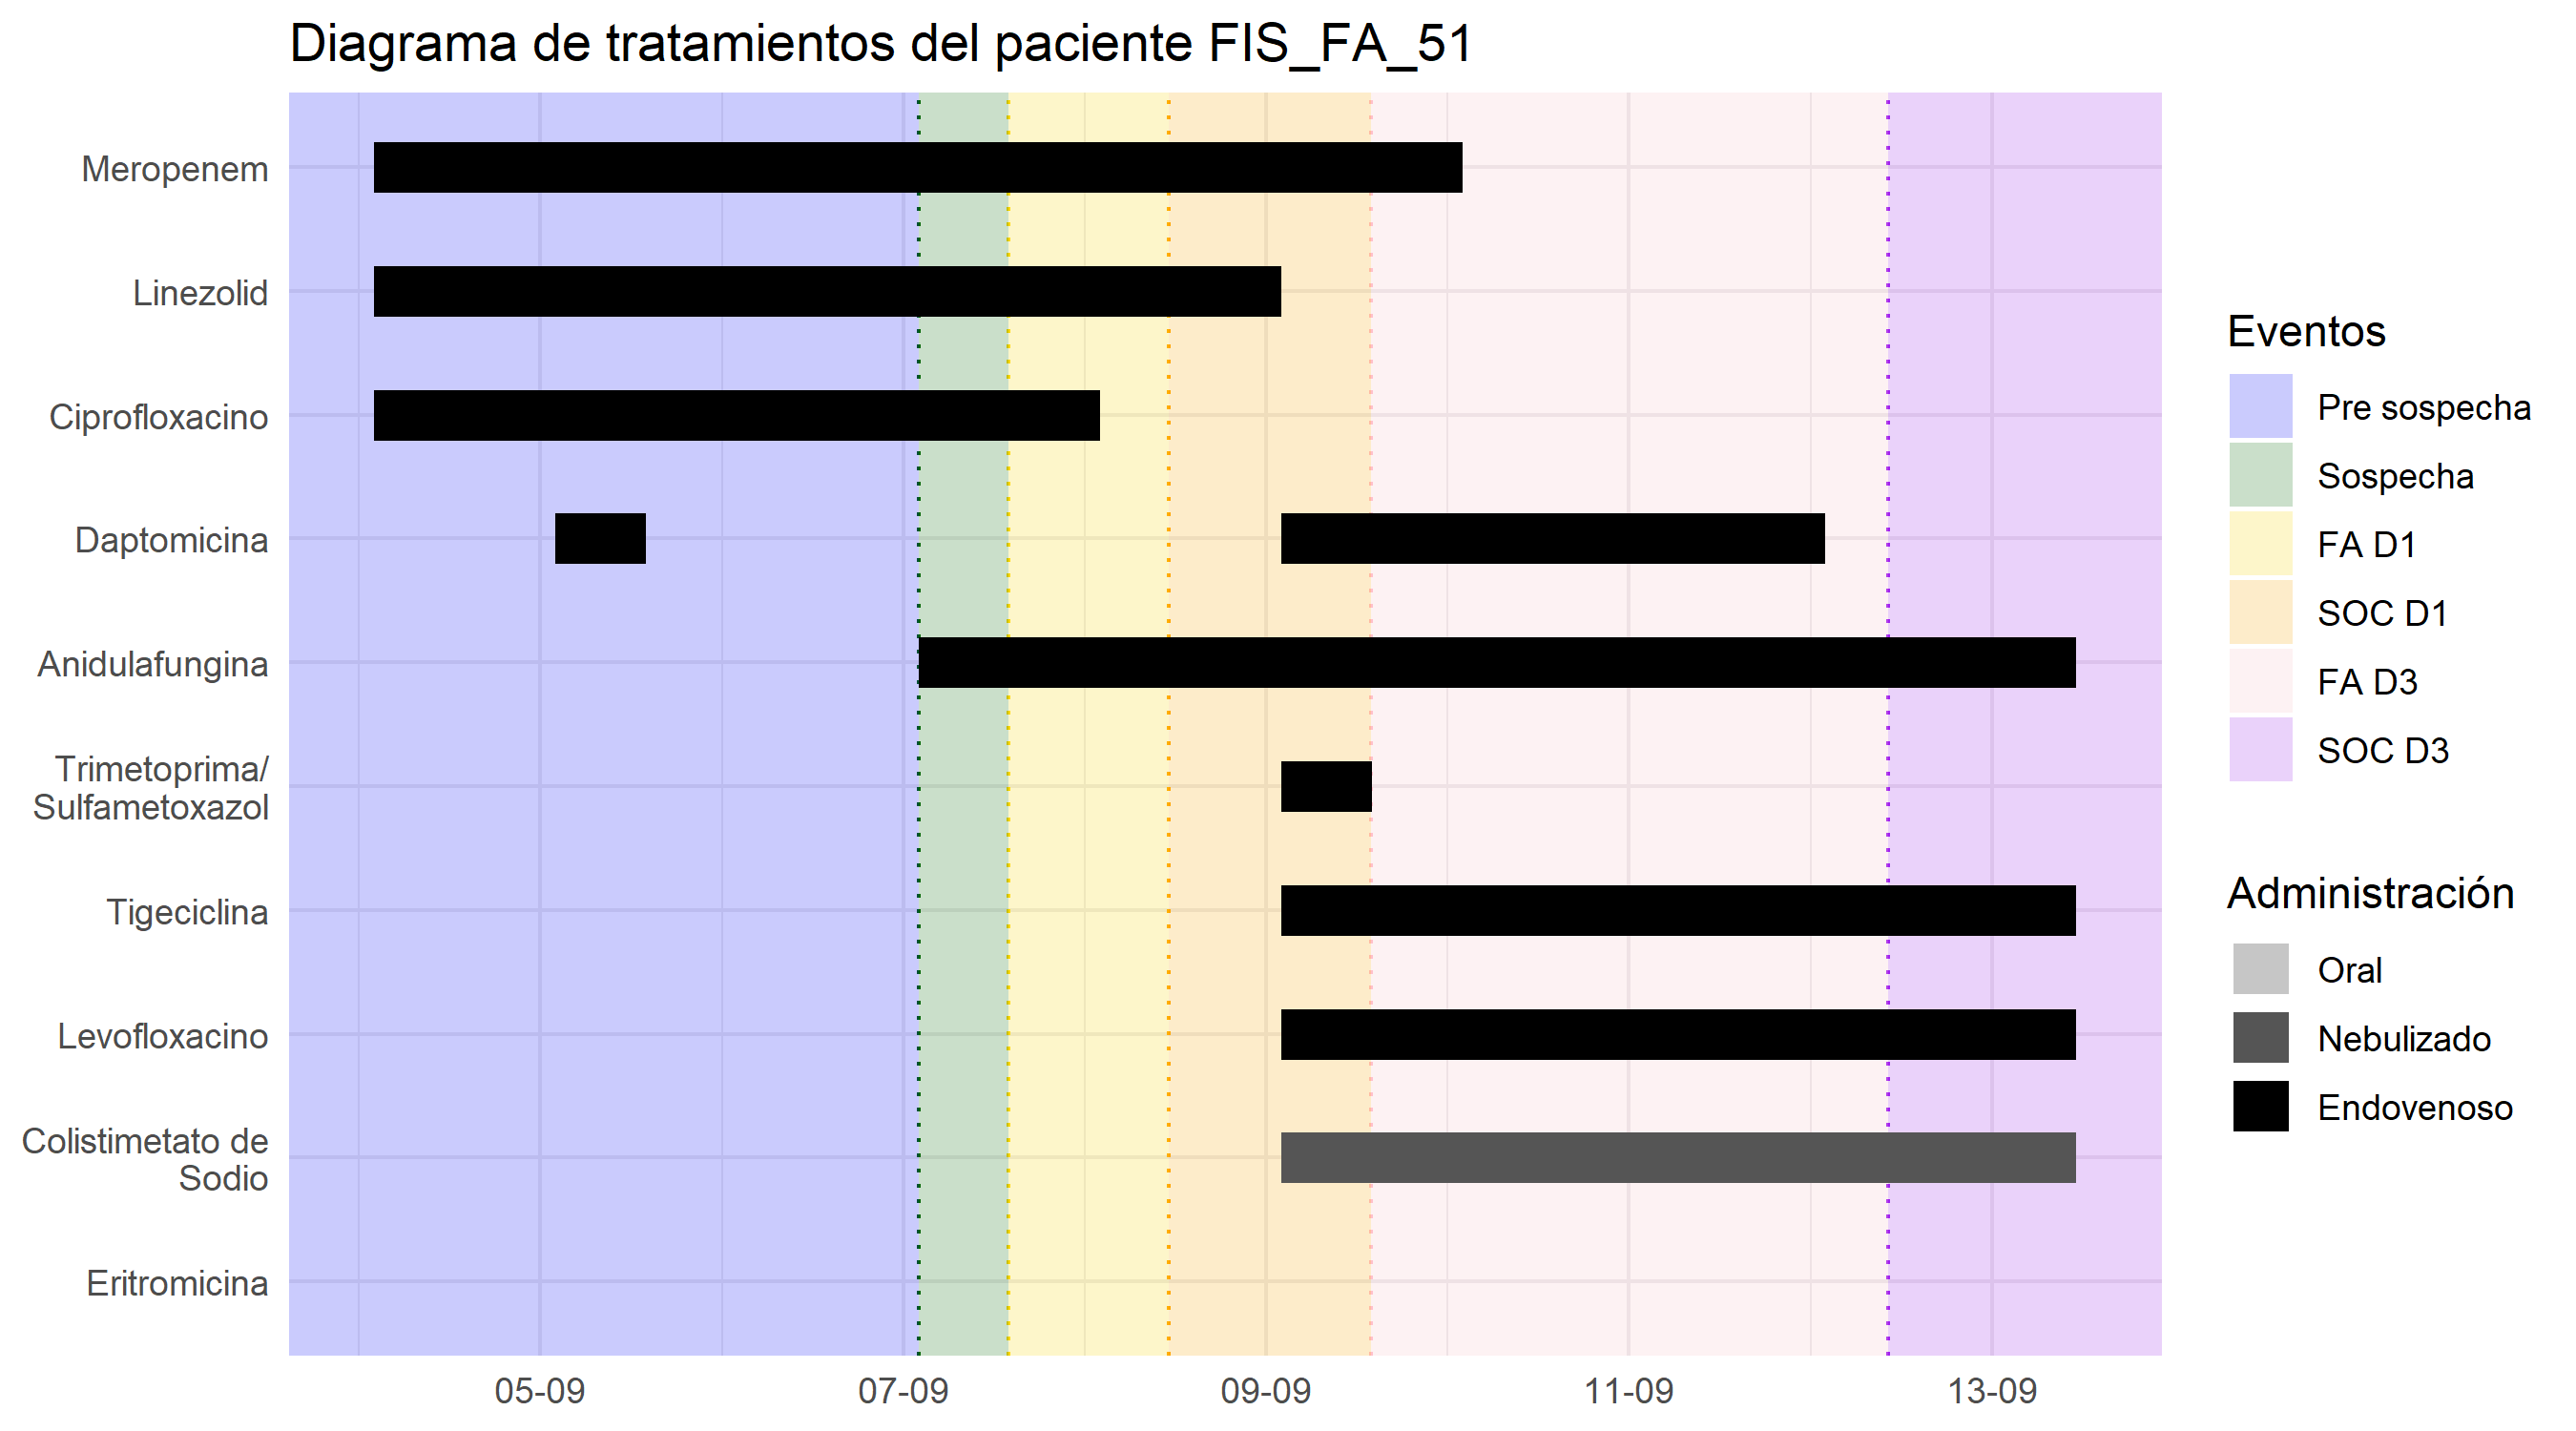 Diagrama de tratamientos del paciente FIS_FA_51
Meropenem
Linezolid
Ciprofloxacino
Daptomicina
Anidulafungina
Trimetoprima/
Sulfametoxazol
Tigeciclina
Levofloxacino
Colistimetato de
Sodio
Eritromicina
05-09
07-09
09-09
11-09
13-09
Eventos
Pre sospecha
Sospecha
FA D1
SOC D1
FA D3
SOC D3
Administración
Oral
Nebulizado
Endovenoso